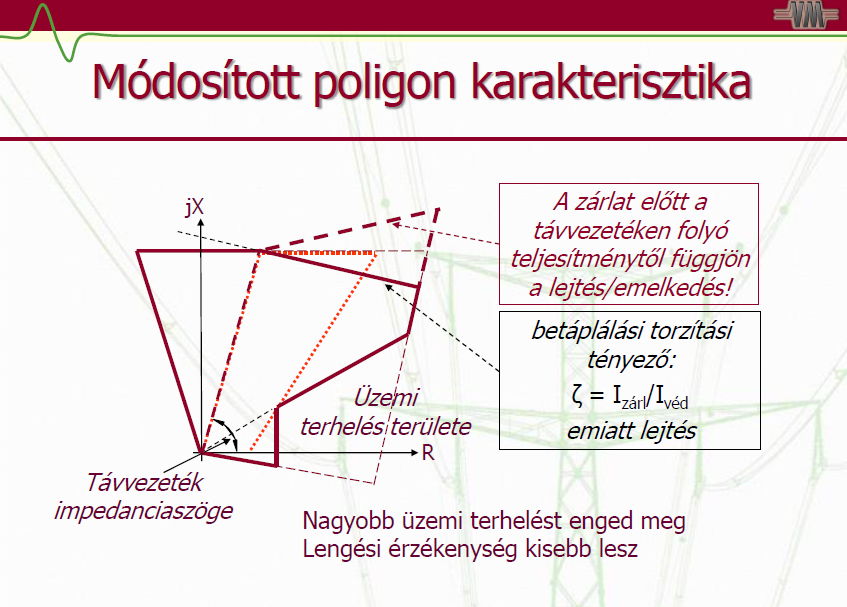 VM
Módosított poligon karakterisztika
jX
A zárlat előtt a
távvezetéken folyó
teljesítménytől függjön
a lejtés/emelkedés!
betáplálási torzítási
tényező:
ζ = Izárl/Ivéd
emiatt lejtés
Üzemi
terhelés területe
R
Távvezeték
impedanciaszöge
Nagyobb üzemi terhelést enged meg
Lengési érzékenység kisebb lesz